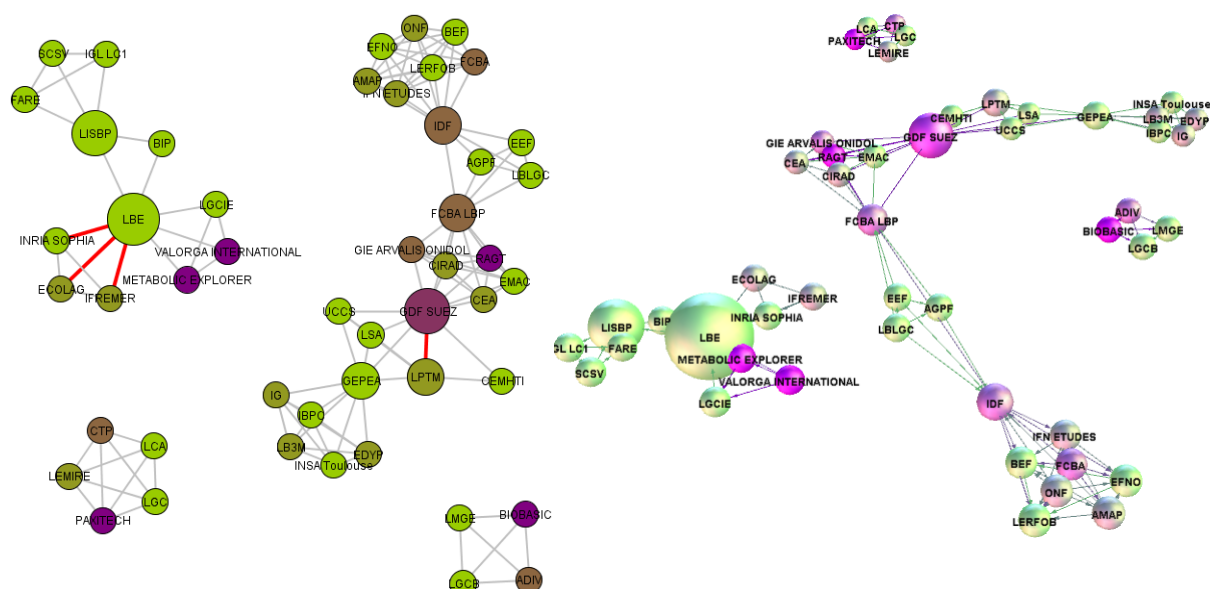 SCSV
IGL LC1
FARE
LISBP
BIP
LBE
LGCIE
INRIA SOPHIA
VALORGA INTERNATIONAL
METABOLIC EXPLORER
ECOLAG
IFREMER
CTP
LCA
LEMIRE
LGC
PAXITECH
ONF
BEF
EFNO
LERFOB
FCBA
AMAP
IFN ETUDES
IDF
EEF
AGPF
LBLGC
FCBA LBP
GIE ARVALIS ONIDOL
RAGT
CIRAD
EMAC
CEA
GDF SUEZ
UCCS
LSA
LPTM
CEMHTI
GEPEA
IG
IBPC
LB3M
EDYP
INSA Toulouse
LMGE
BIOBASIC
LGCB
ADIV
LCA
CTP
PAXITECH
LGC
LEMIRE
LPTM
CEMHTI
LSA
GEPEA
INSA Toulouse
LB3M
EDYP
IBPC
IG
UCCS
GDF SUEZ
GIE ARVALIS ONIDOL
RAGT
EMAC
CEA
CIRAD
FCBA LBP
ADIV
BIOBASIC
LMGE
LGCB
ECOLAG
IFREMER
INRIA SOPHIA
LISBP
BIP
LBE
GL LC1
FARE
SCSV
METABOLIC EXPLORER
VALORGA INTERNATIONAL
LGCIE
EEF
AGPF
LBLGC
IDF
IFN ETUDES
BEF
FCBA
EFNO
ONF
AMAP
LERFOB